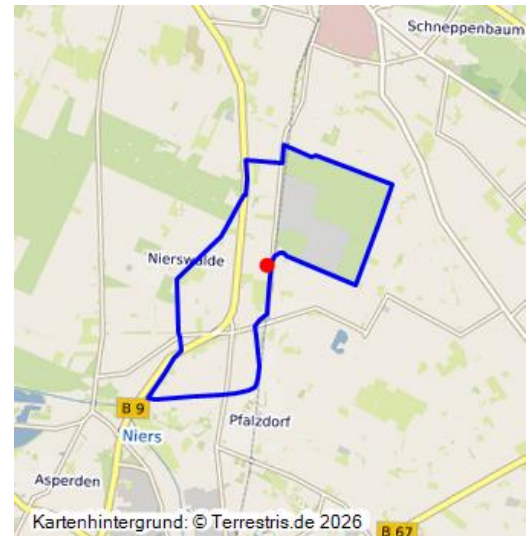 Schneppenbaum
Nierswalde
B 9
Niers
Pfalzdorf
Asperden
Kartenhintergrund: © Terrestris.de 2026
B 67